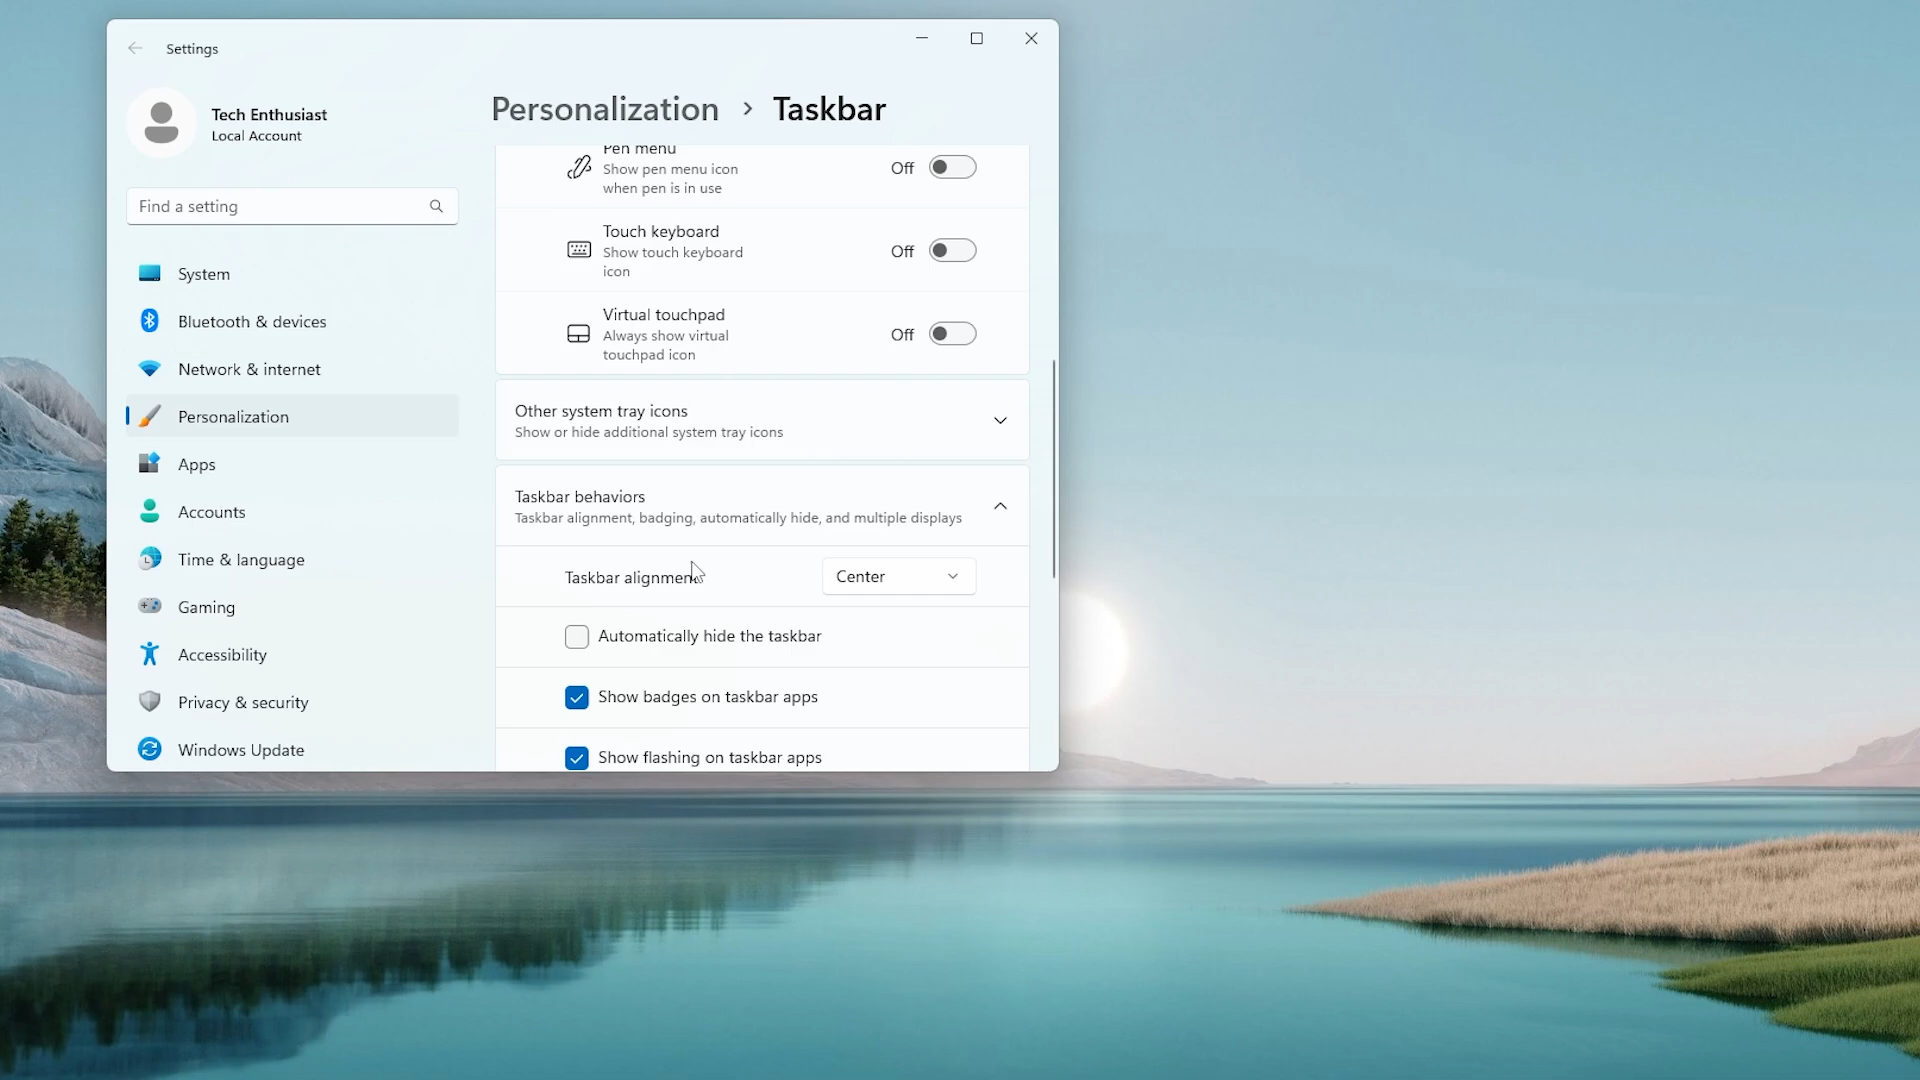 Settings
Tech Enthusiast
Local Account
Find a setting
System
Bluetooth & devices
Network & internet
Personalization
Apps
Accounts
Time & language
Gaming
Accessibility
Privacy & security
Windows Update
Personalization > Taskbar
Pen menu
Show pen menu icon
when pen is in use
Off
Touch keyboard
Show touch keyboard
icon
Off
Virtual touchpad
Always show virtual
touchpad icon
Off
Other system tray icons
Show or hide additional system tray icons
Taskbar behaviors
Taskbar alignment, badging, automatically hide, and multiple displays
Taskbar alignment
Center
Automatically hide the taskbar
Show badges on taskbar apps
Show flashing on taskbar apps